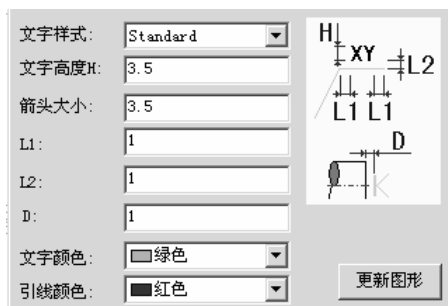 文字样式: Standard
文字高度H: 3.5
箭头大小: 3.5
L1: 1
L2: 1
D: 1
文字颜色: 绿色
引线颜色: 红色
H
XY
L2
L1 L1
D
K
更新图形